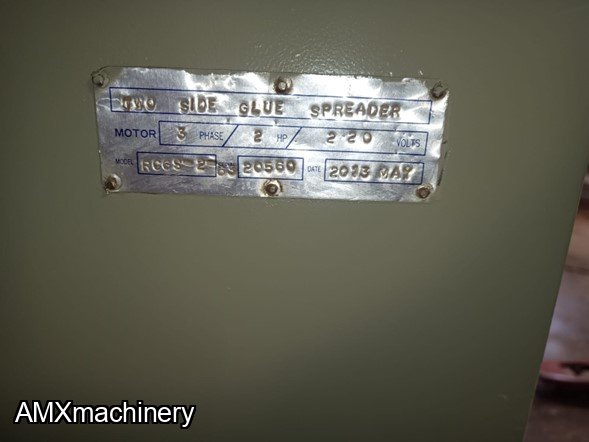 TWO SIDE GLUE SPREADER
MOTOR 3 PHASE / 2 HP / 220 VOLTS
MODEL RCGS-2-53 20560 DATE 2013 MAY
AMXmachinery